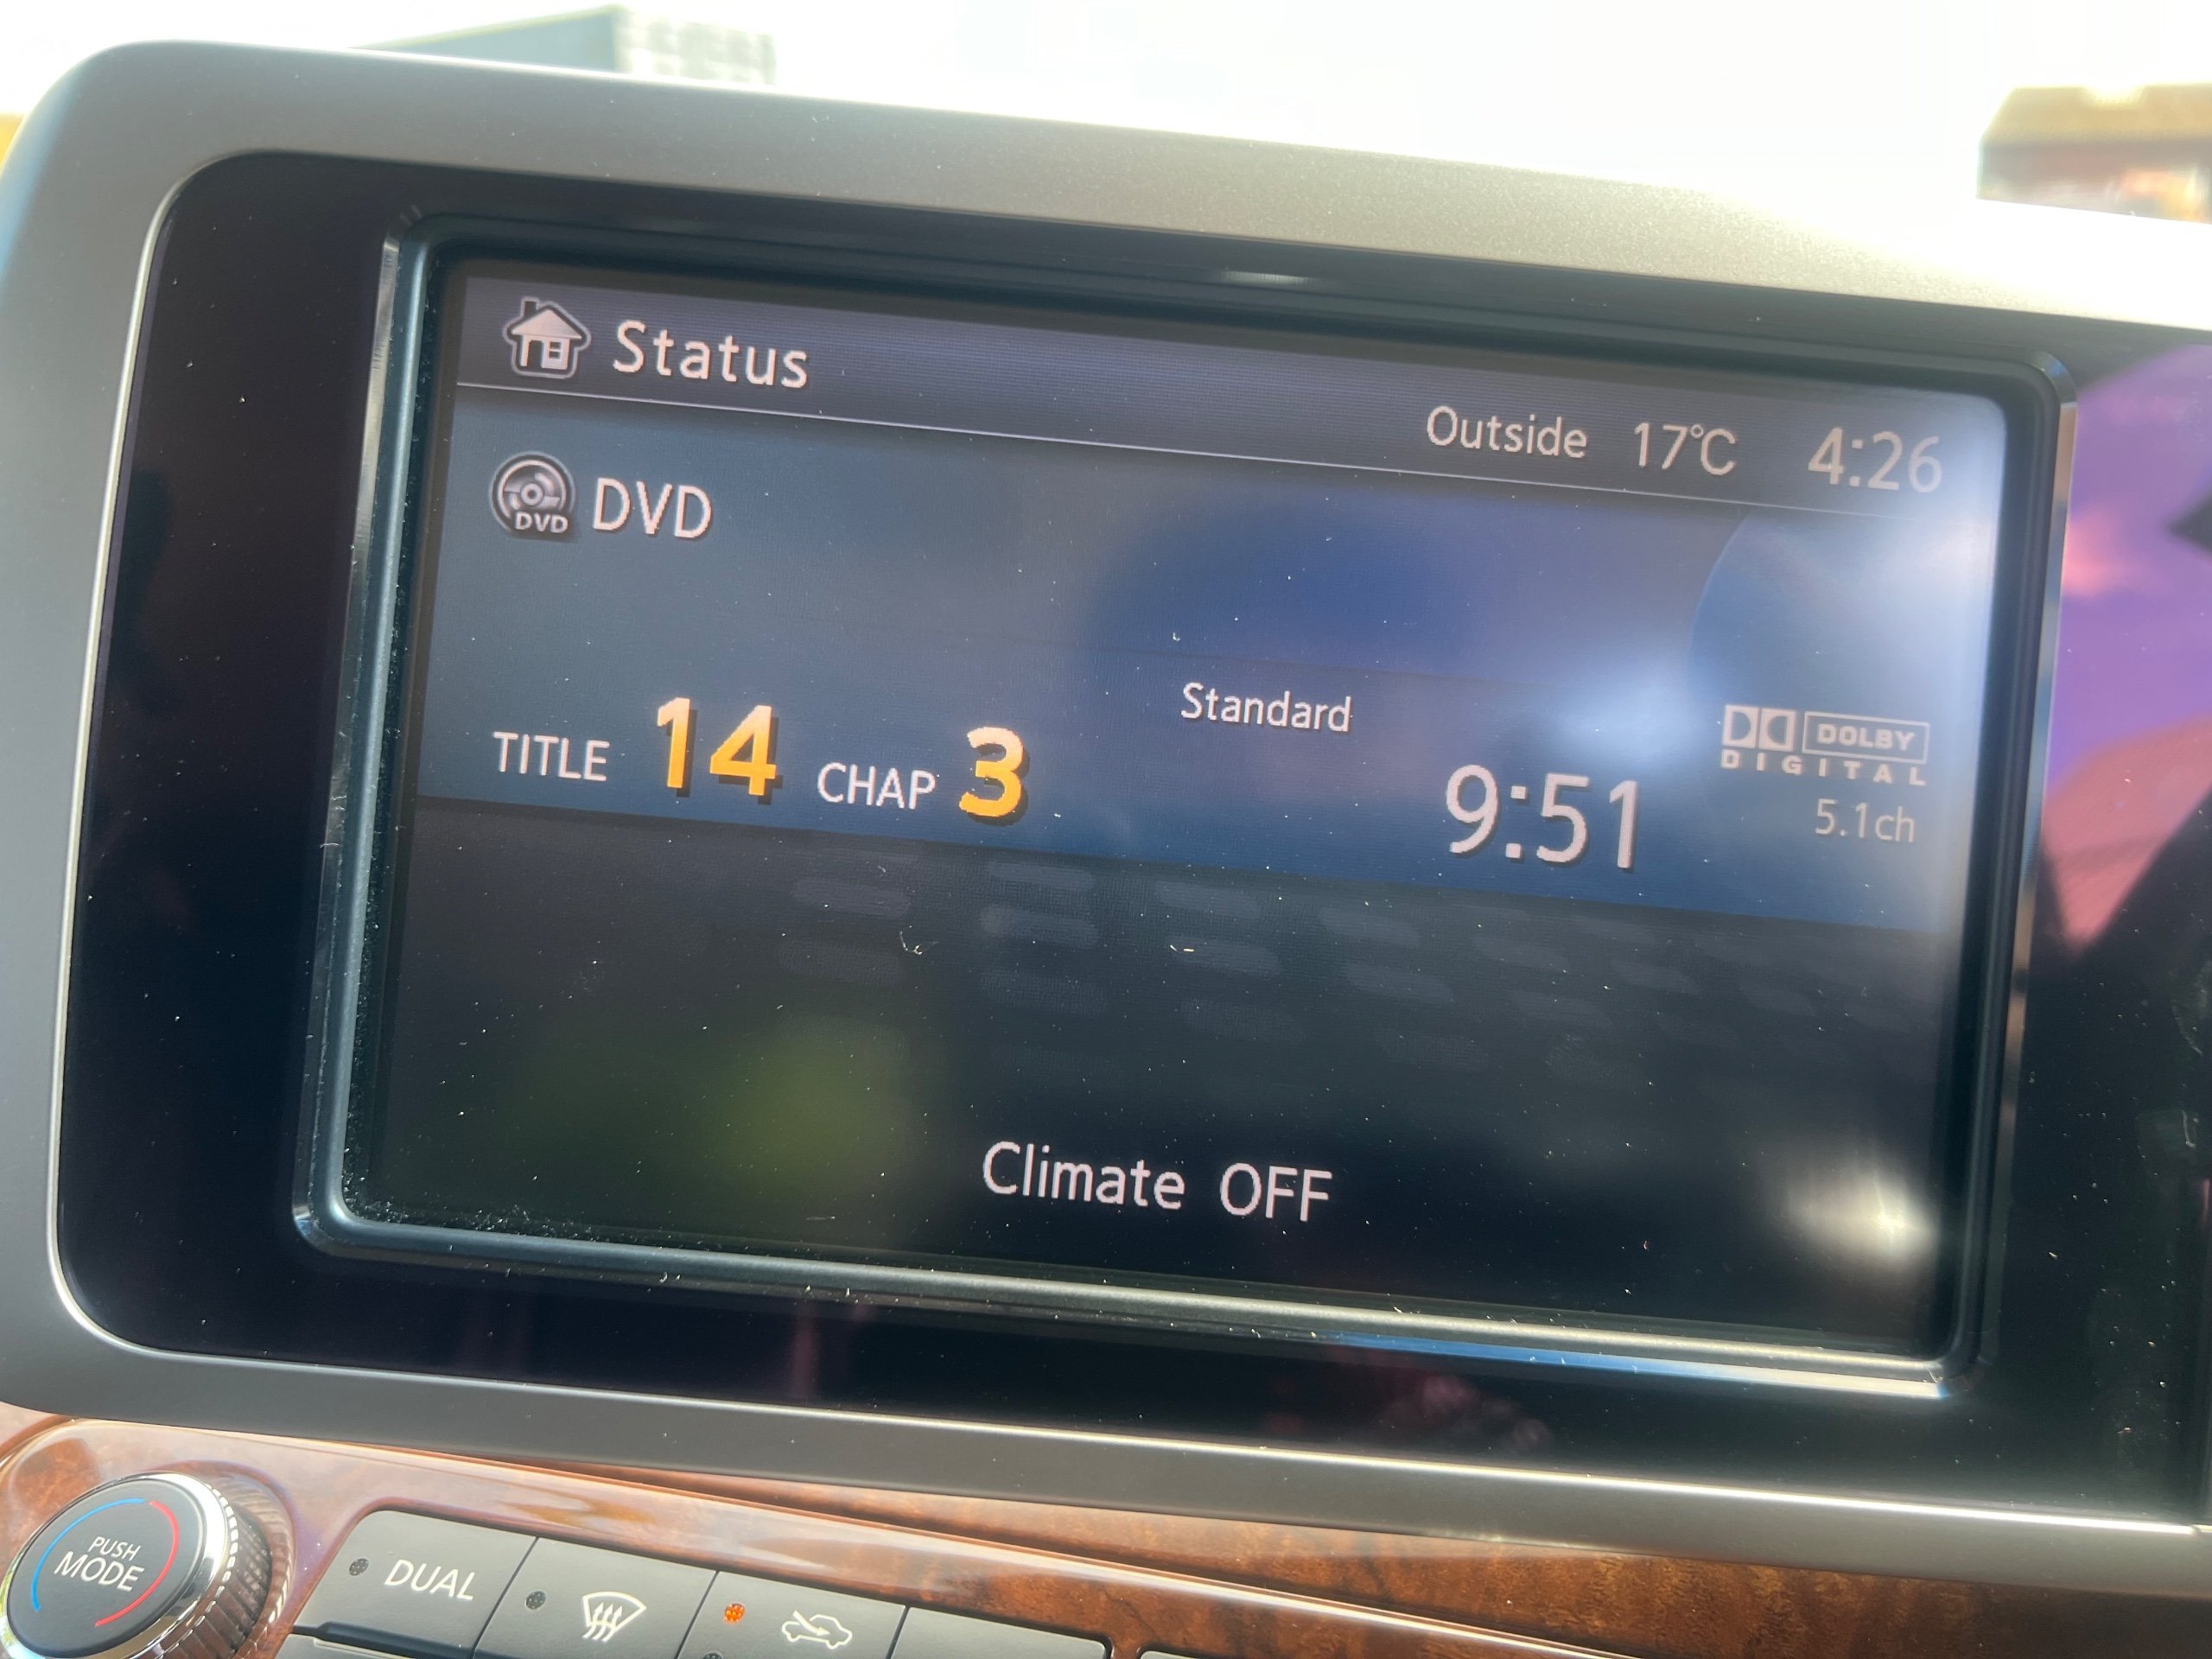 Status
Outside 17°C 4:26
DVD DVD
Standard
TITLE 14 CHAP 3
9:51
DOLBY
DIGITAL
5.1ch
Climate OFF
PUSH
MODE
DUAL